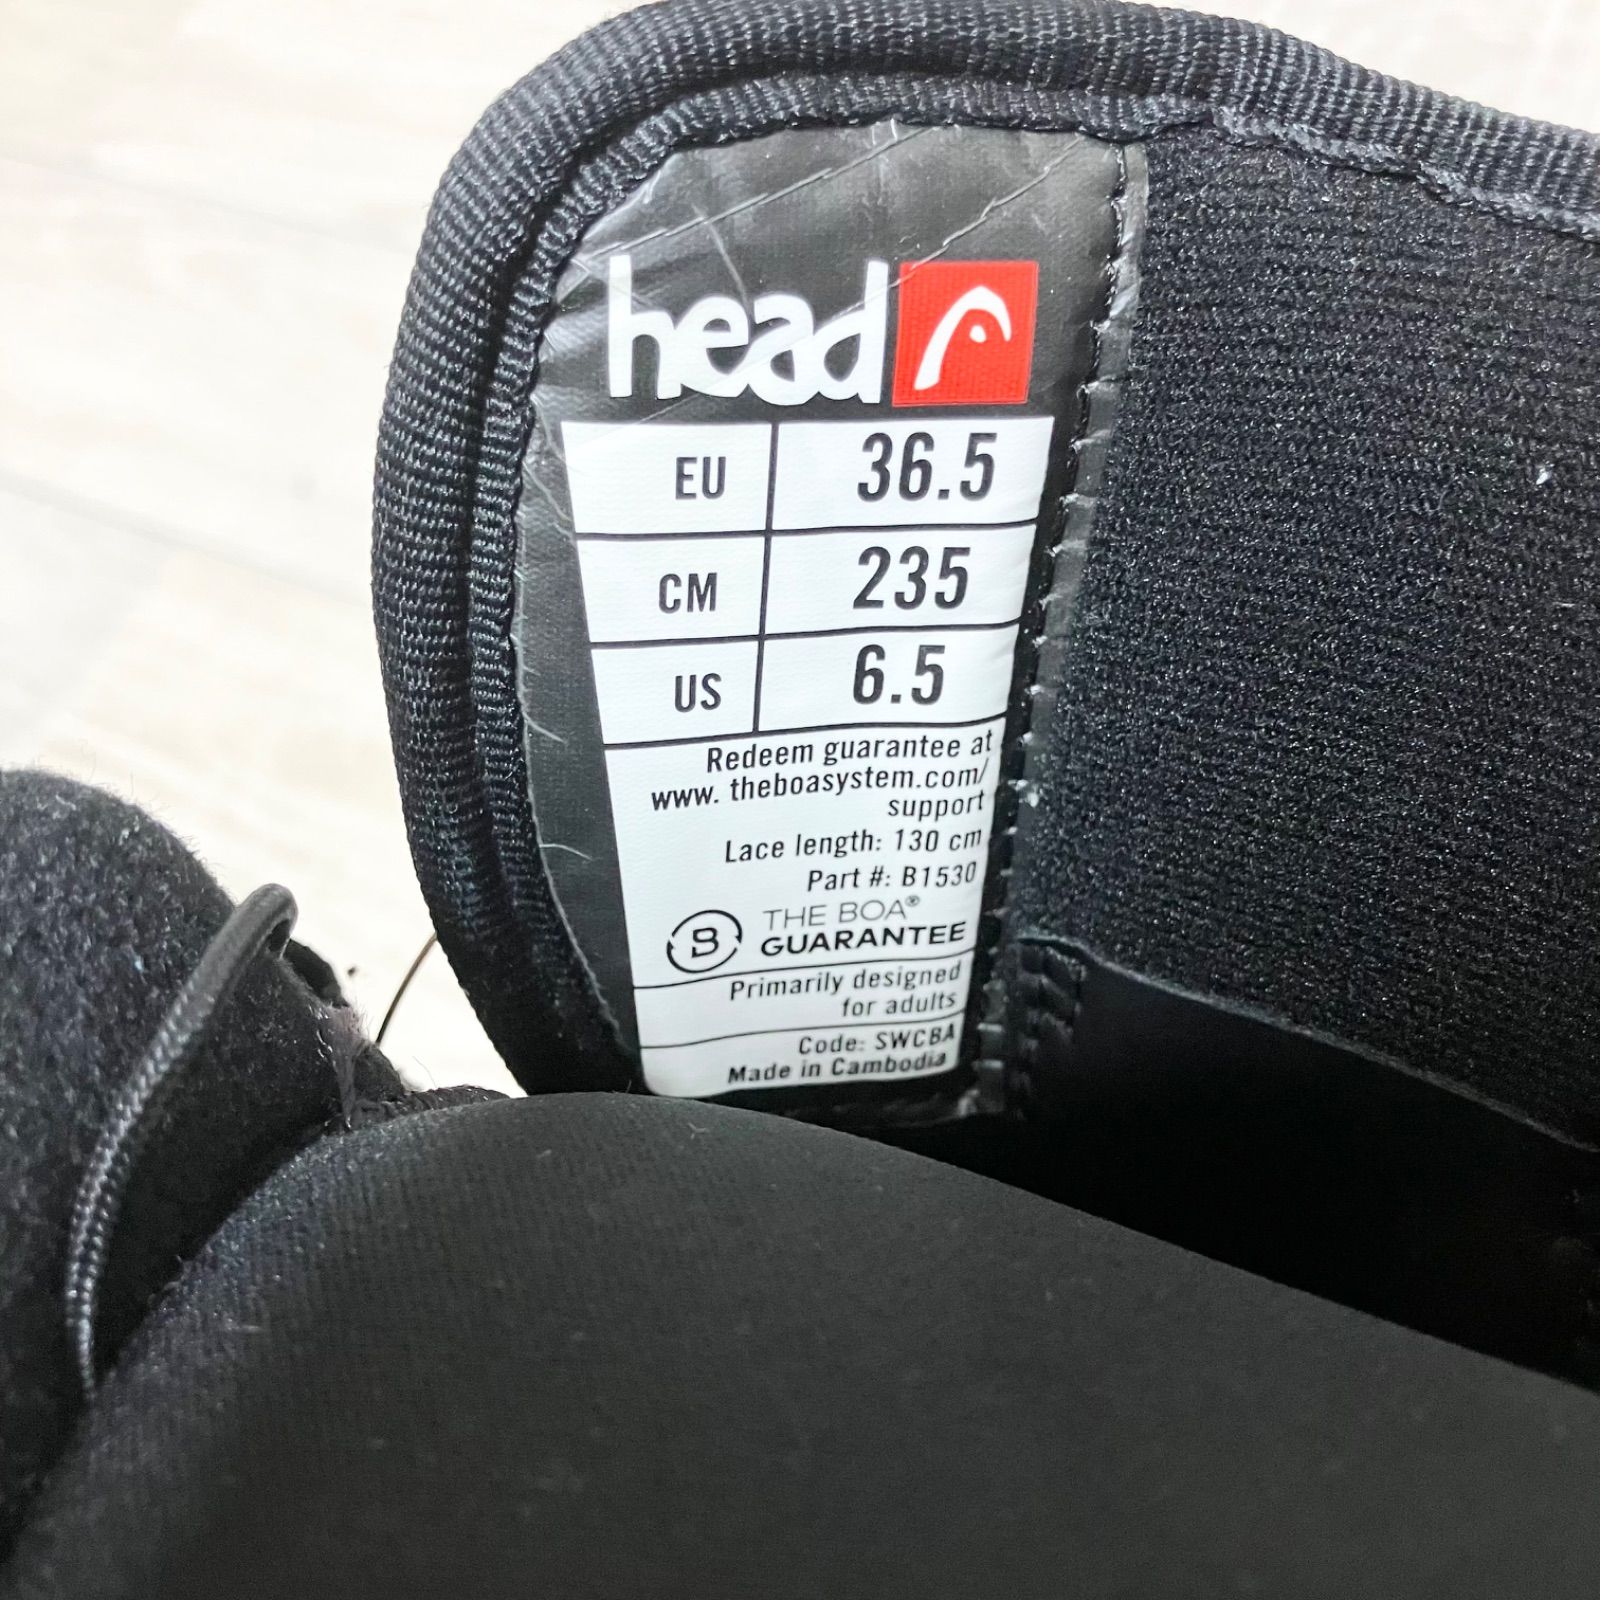 head
EU 36.5
CM 235
US 6.5
Redeem guarantee at
www. theboasystem.com/
support
Lace length: 130 cm
Part #: B1530
B THE BOA®
GUARANTEE
Primarily designed
for adults
Code: SWCBA
Made in Cambodia